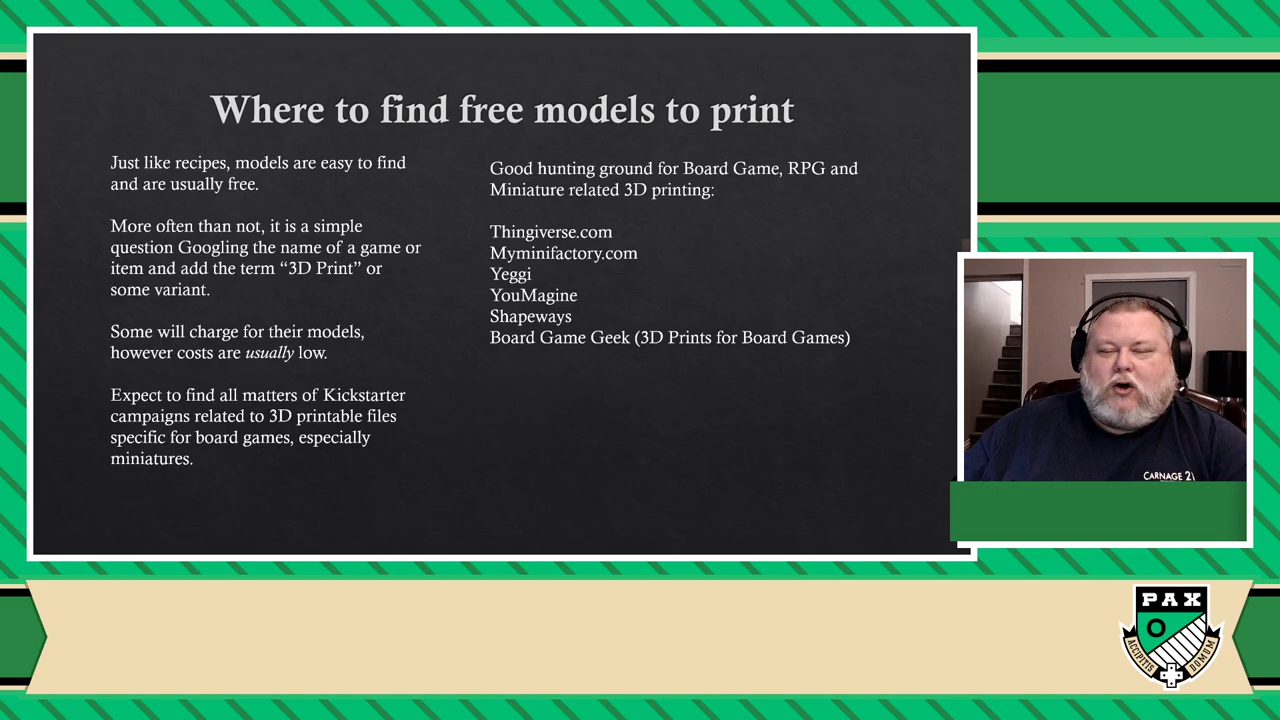 Where to find free models to print
Just like recipes, models are easy to find
and are usually free.
More often than not, it is a simple
question Googling the name of a game or
item and add the term “3D Print” or
some variant.
Some will charge for their models,
however costs are usually low.
Expect to find all matters of Kickstarter
campaigns related to 3D printable files
specific for board games, especially
miniatures.
Good hunting ground for Board Game, RPG and
Miniature related 3D printing:
Thingiverse.com
Myminifactory.com
Yeggi
YouMagine
Shapeways
Board Game Geek (3D Prints for Board Games)
CARNAGE 21
PAX
O
ACCIPITIS
DOMUM